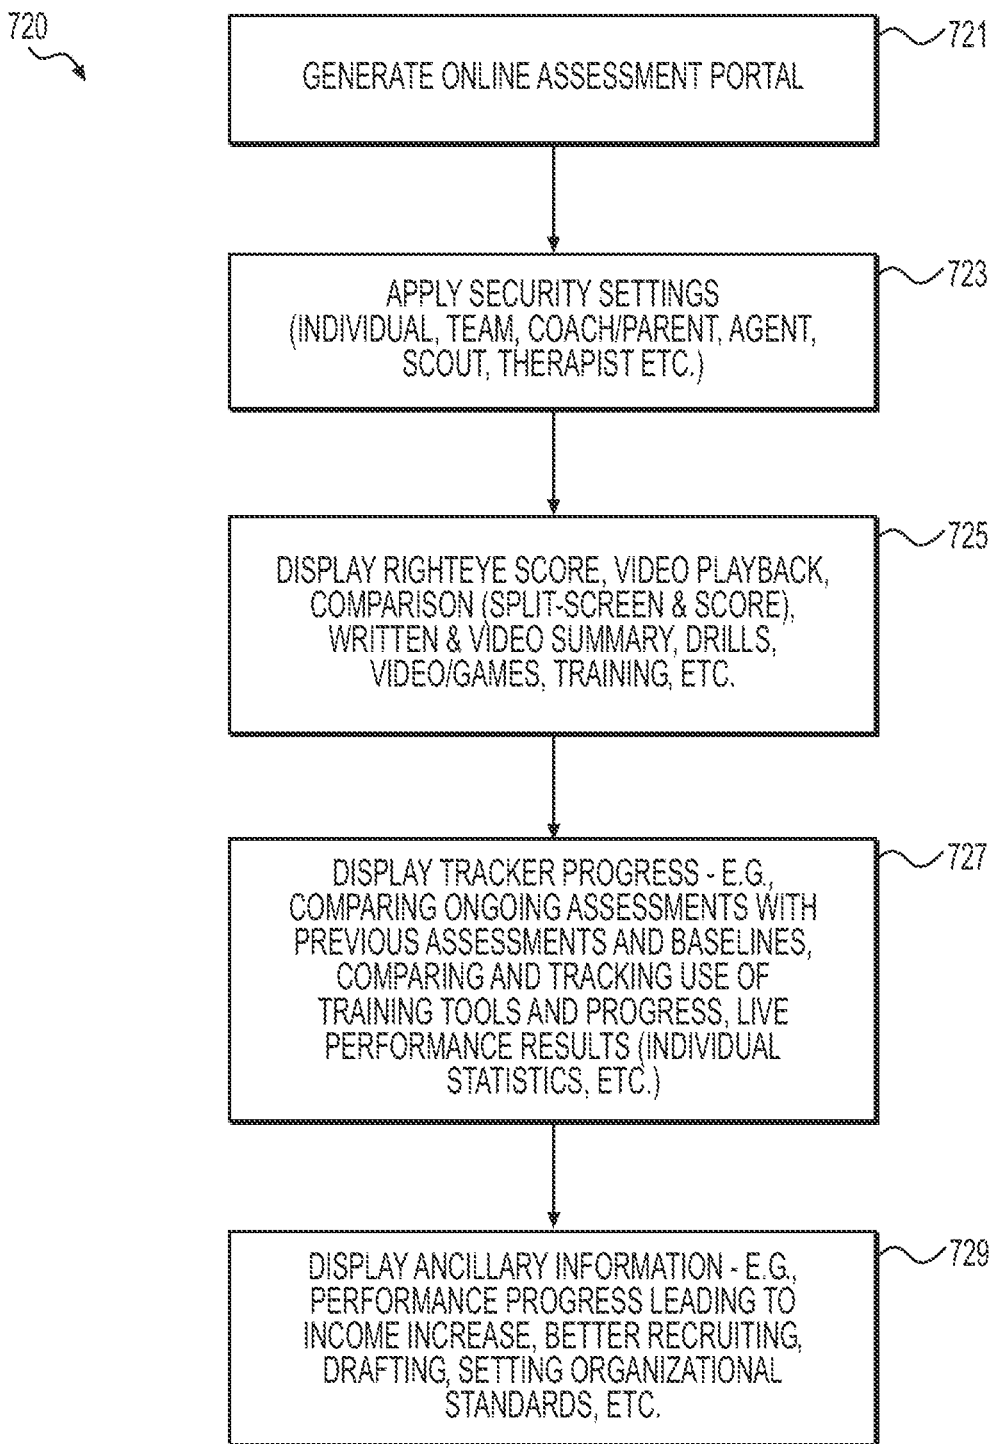 720
721
GENERATE ONLINE ASSESSMENT PORTAL
723
APPLY SECURITY SETTINGS
(INDIVIDUAL, TEAM, COACH/PARENT, AGENT,
SCOUT, THERAPIST ETC.)
725
DISPLAY RIGHTEYE SCORE, VIDEO PLAYBACK,
COMPARISON (SPLIT-SCREEN & SCORE),
WRITTEN & VIDEO SUMMARY, DRILLS,
VIDEO/GAMES, TRAINING, ETC.
727
DISPLAY TRACKER PROGRESS - E.G.,
COMPARING ONGOING ASSESSMENTS WITH
PREVIOUS ASSESSMENTS AND BASELINES,
COMPARING AND TRACKING USE OF
TRAINING TOOLS AND PROGRESS, LIVE
PERFORMANCE RESULTS (INDIVIDUAL
STATISTICS, ETC.)
729
DISPLAY ANCILLARY INFORMATION - E.G.,
PERFORMANCE PROGRESS LEADING TO
INCOME INCREASE, BETTER RECRUITING,
DRAFTING, SETTING ORGANIZATIONAL
STANDARDS, ETC.